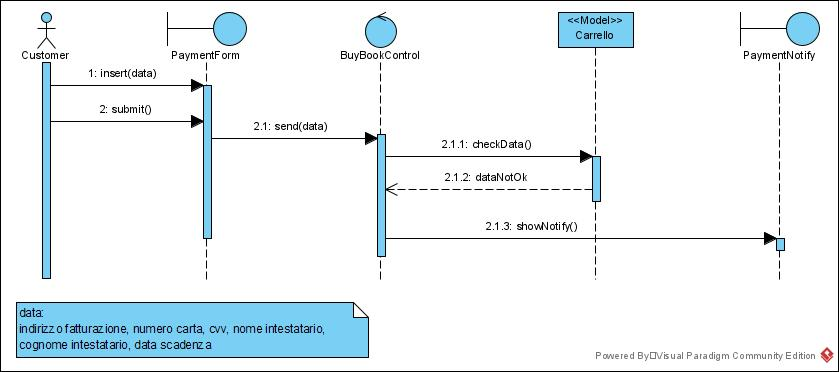 <<Model>>
Carrello
Customer
PaymentForm
BuyBookControl
PaymentNotify
1: insert(data)
2: submit()
2.1: send(data)
2.1.1: checkData()
2.1.2: dataNotOk
2.1.3: showNotify()
data:
indirizzo fatturazione, numero carta, cvv, nome intestatario,
cognome intestatario, data scadenza
Powered By□Visual Paradigm Community Edition